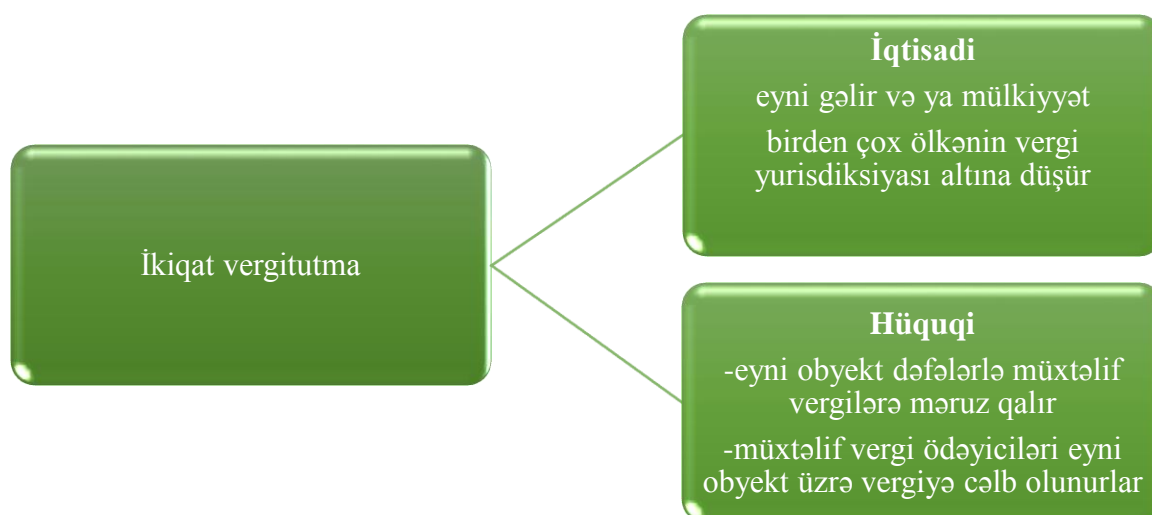 İkiqat vergitutma
İqtisadi
eyni gəlir və ya mülkiyyət
birden çox ölkənin vergi
yurisdiksiyası altına düşür
Hüquqi
-eyni obyekt dəfələrlə müxtəlif
vergilərə məruz qalır
-müxtəlif vergi ödəyiciləri eyni
obyekt üzrə vergiyə cəlb olunurlar